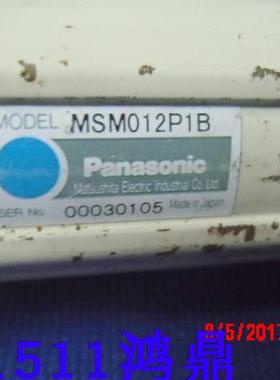 MODEL MSM012P1B
Panasonic
Matsushita Electric Industrial Co., Ltd.
SER No. 00030105 Made in Japan
8/5/2017
1511鸿鼎